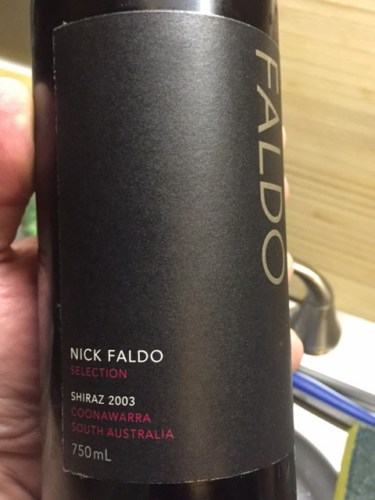 FALDO
NICK FALDO
SELECTION
SHIRAZ 2003
COONAWARRA
SOUTH AUSTRALIA
750mL